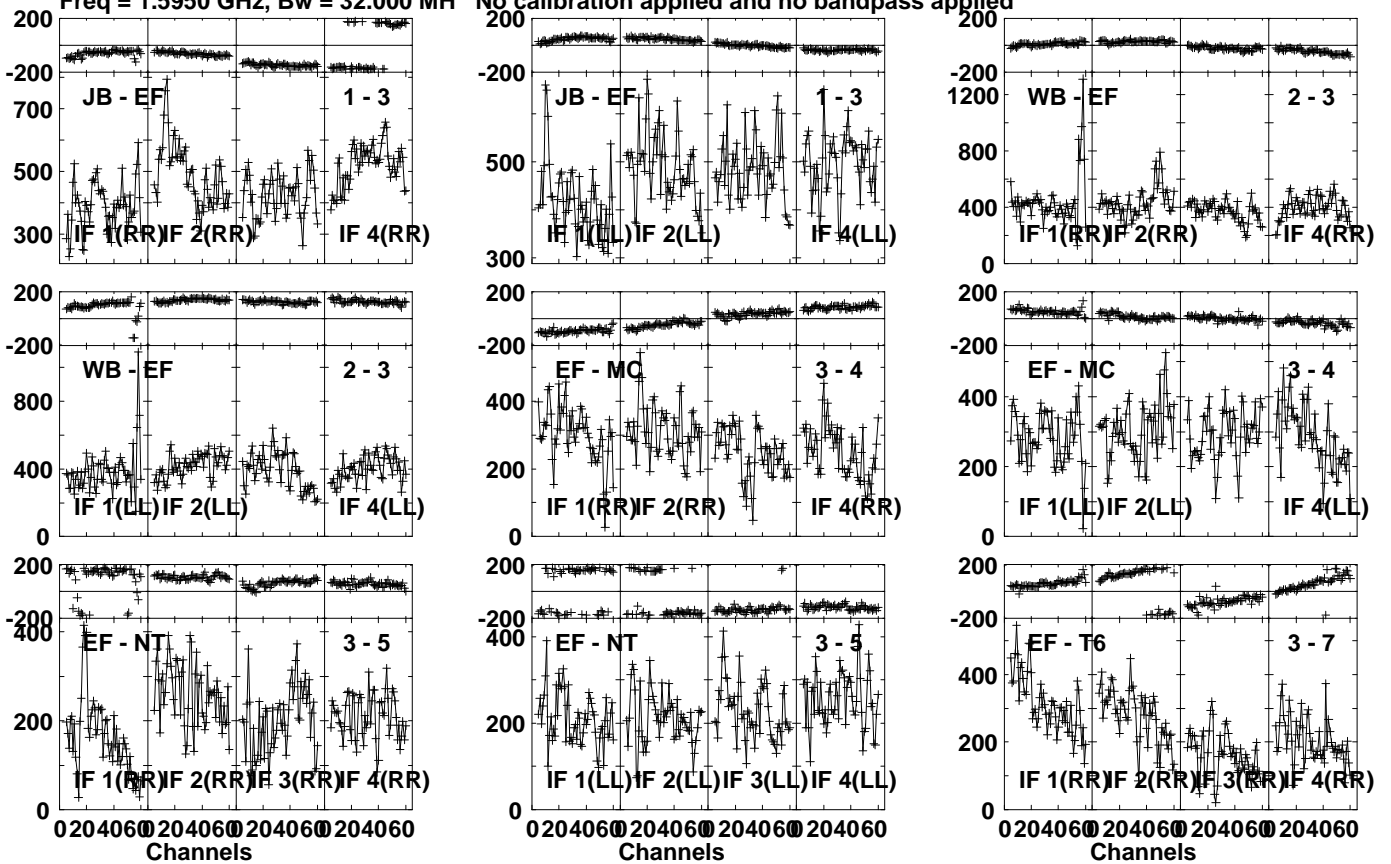 Freq = 1.5950 GHz, Bw = 32.000 MH No calibration applied and no bandpass applied
200
-200
JB - EF 1 - 3
700
500
300
IF 1(RR) IF 2(RR) IF 4(RR)
JB - EF 1 - 3
500
300
IF 1(LL) IF 2(LL) IF 4(LL)
200
-200
WB - EF 2 - 3
1200
800
400
0
IF 1(RR) IF 2(RR) IF 4(RR)
200
-200
WB - EF 2 - 3
800
400
0
IF 1(LL) IF 2(LL) IF 4(LL)
200
-200
EF - MC 3 - 4
400
200
0
IF 1(RR) IF 2(RR) IF 4(RR)
200
-200
EF - MC 3 - 4
400
200
0
IF 1(LL) IF 2(LL) IF 4(LL)
200
-200
EF - NT 3 - 5
400
200
0
IF 1(RR) IF 2(RR) IF 3(RR) IF 4(RR)
0 20 40 60 0 20 40 60 0 20 40 60 0 20 40 60
Channels
200
-200
EF - NT 3 - 5
400
200
0
IF 1(LL) IF 2(LL) IF 3(LL) IF 4(LL)
0 20 40 60 0 20 40 60 0 20 40 60 0 20 40 60
Channels
200
-200
EF - T6 3 - 7
400
200
0
IF 1(RR) IF 2(RR) IF 3(RR) IF 4(RR)
0 20 40 60 0 20 40 60 0 20 40 60 0 20 40 60
Channels